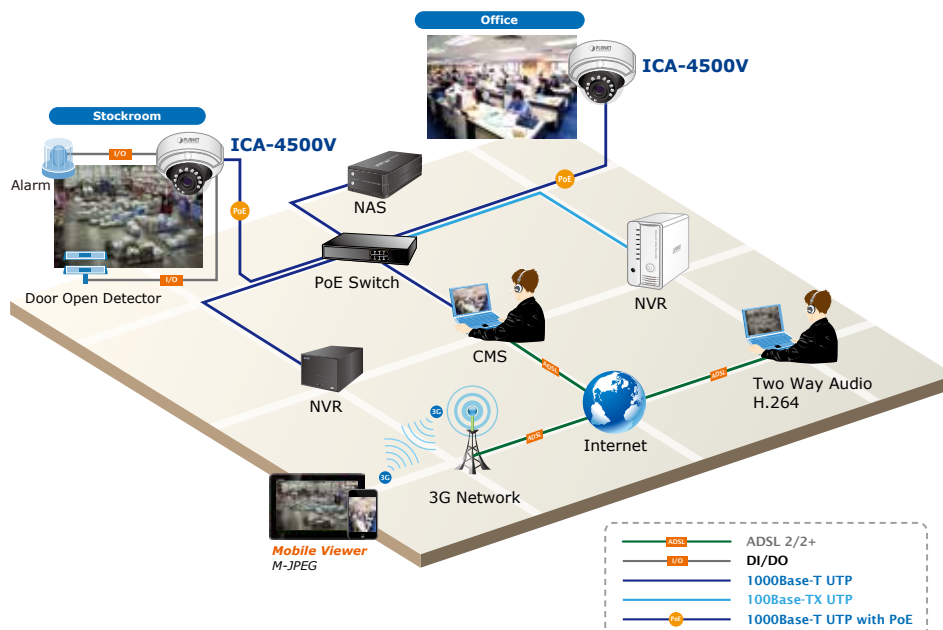 Office
ICA-4500V
PLANET
Stockroom
I/O
PLANET
ICA-4500V
Alarm
PoE
PoE
NAS
I/O
PoE Switch
Door Open Detector
NVR
CMS
ADSL
ADSL
Two Way Audio
H.264
NVR
3G
Internet
ADSL
3G
3G Network
Mobile Viewer
M-JPEG
ADSL
ADSL 2/2+
I/O
DI/DO
1000Base-T UTP
100Base-TX UTP
PoE
1000Base-T UTP with PoE